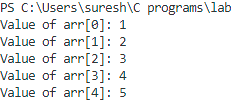 PS C:\Users\suresh\C programs\lab
Value of arr[0]: 1
Value of arr[1]: 2
Value of arr[2]: 3
Value of arr[3]: 4
Value of arr[4]: 5